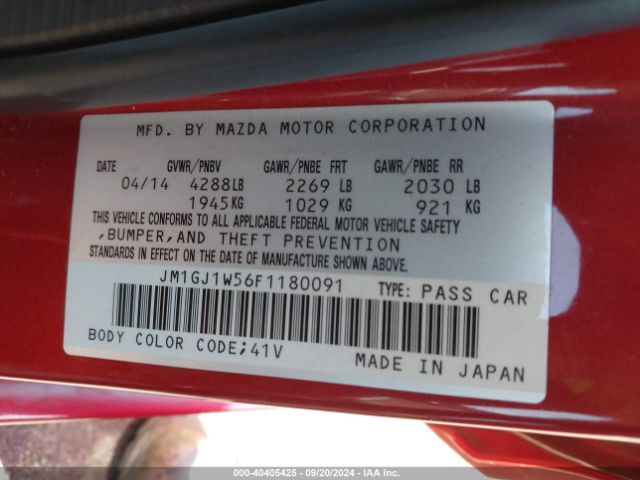 MFD. BY MAZDA MOTOR CORPORATION
DATE GVWR/PNBV GAWR/PNBE FRT GAWR/PNBE RR
04/14 4288LB 2269 LB 2030 LB
1945KG 1029 KG 921 KG
THIS VEHICLE CONFORMS TO ALL APPLICABLE FEDERAL MOTOR VEHICLE SAFETY
,BUMPER,AND THEFT PREVENTION
STANDARDS IN EFFECT ON THE DATE OF MANUFACTURE SHOWN ABOVE.
JM1GJ1W56F1180091 TYPE: PASS CAR
BODY COLOR CODE;41V MADE IN JAPAN
000-40405425 - 09/20/2024 - IAA Inc.